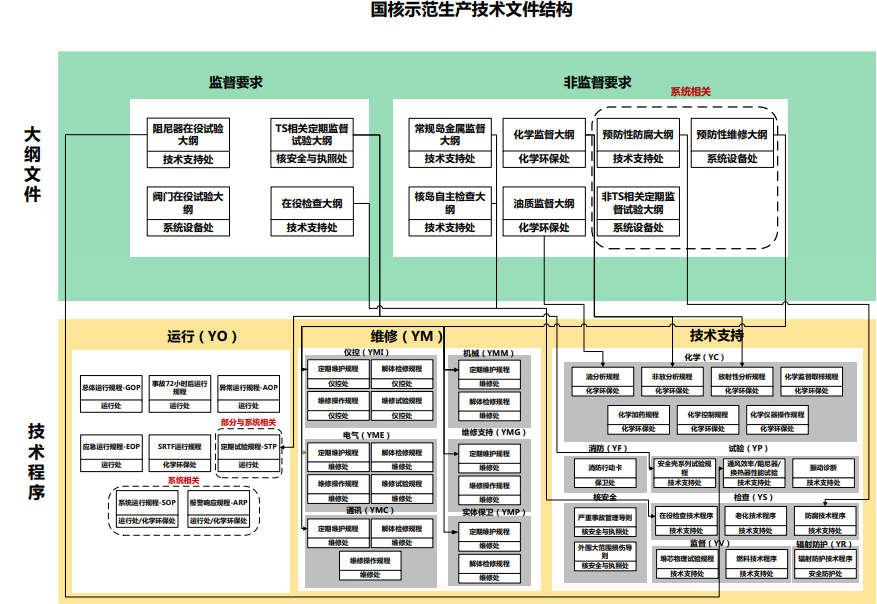 国核示范生产技术文件结构
大纲文件
监督要求
阻尼器在役试验
大纲
技术支持处
TS相关定期监督
试验大纲
核安全与执照处
阀门在役试验大
纲
系统设备处
在役检查大纲
技术支持处
非监督要求
系统相关
常规岛金属监督
大纲
技术支持处
化学监督大纲
化学环保处
预防性防腐大纲
技术支持处
预防性维修大纲
系统设备处
核岛自主检查大
纲
技术支持处
油质监督大纲
化学环保处
非TS相关定期监
督试验大纲
系统设备处
技术程序
运行（YO）
总体运行规程-GOP
运行处
事故72小时后运行
规程
运行处
异常运行规程-AOP
运行处
部分与系统相关
应急运行规程-EOP
运行处
SRTF运行规程
化学环保处
定期试验规程-STP
运行处
系统相关
系统运行规程-SOP
运行处/化学环保处
报警响应规程-ARP
运行处/化学环保处
维修（YM）
仪控（YMI）
定期维护规程
仪控处
解体检修规程
仪控处
维修操作规程
仪控处
维修试验规程
仪控处
电气（YME）
定期维护规程
维修处
解体检修规程
维修处
维修操作规程
维修处
维修试验规程
维修处
通讯（YMC）
定期维护规程
维修处
解体检修规程
维修处
维修操作规程
维修处
机械（YMM）
定期维护规程
维修处
解体检修规程
维修处
维修支持（YMG）
定期维护规程
维修处
维修操作规程
维修处
实体保卫（YMP）
定期维护规程
维修处
解体检修规程
维修处
技术支持
化学（YC）
油分析规程
化学环保处
非放分析规程
化学环保处
放射性分析规程
化学环保处
化学监督取样规程
化学环保处
化学加药规程
化学环保处
化学控制规程
化学环保处
化学仪器操作规程
化学环保处
消防（YF）
消防行动卡
保卫处
试验（YP）
安全壳系列试验规
程
技术支持处
通风效率/阻尼器/
换热器性能试验
技术支持处
振动诊断
技术支持处
核安全
严重事故管理导则
核安全与执照处
外围大范围损伤导
则
核安全与执照处
检查（YS）
在役检查技术程序
技术支持处
老化技术程序
技术支持处
防腐技术程序
技术支持处
监督（YV）
堆芯物理试验规程
技术支持处
燃料技术程序
技术支持处
辐射防护（YR）
辐射防护技术程序
安全防护处